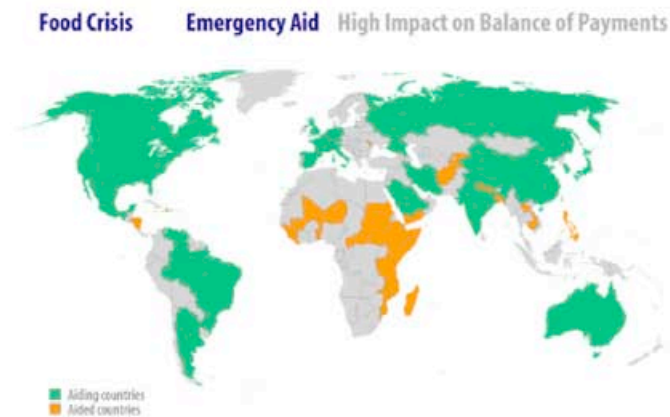 Food Crisis Emergency Aid High Impact on Balance of Payments
Aiding countries
Aided countries